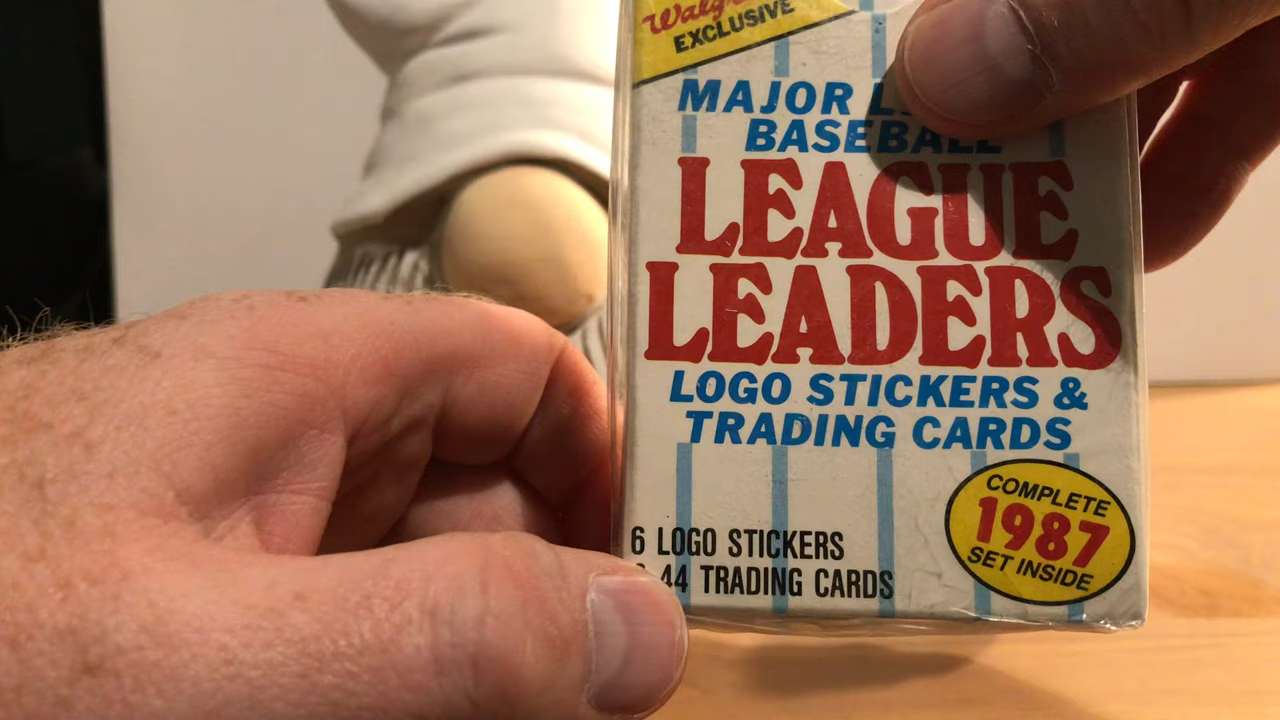 EXCLUSIVE
MAJOR
BASEBALL
LEAGUE
LEADERS
LOGO STICKERS &
TRADING CARDS
COMPLETE
1987
SET INSIDE
6 LOGO STICKERS
44 TRADING CARDS